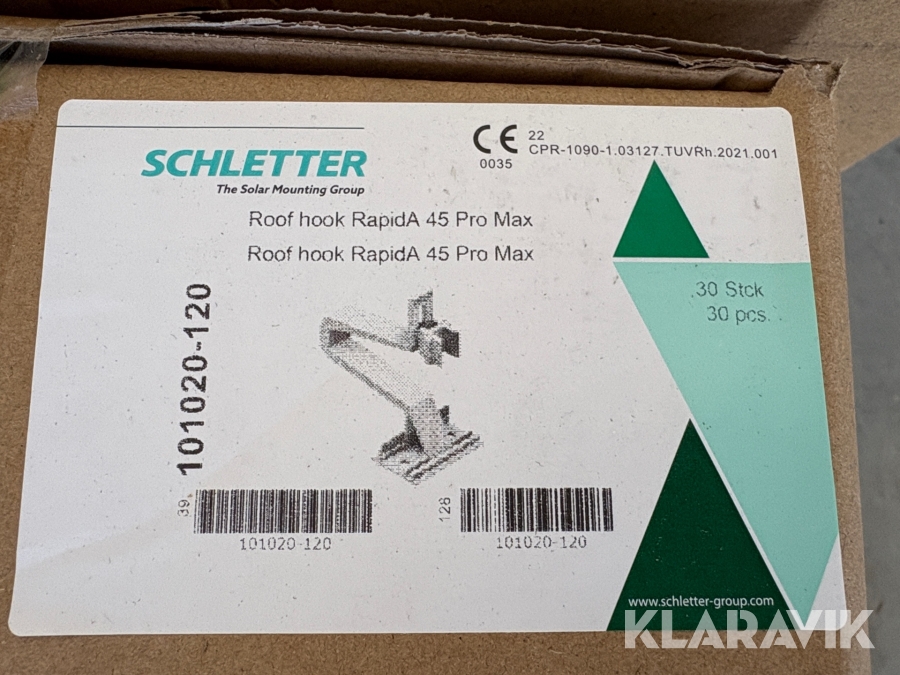 SCHLETTER
The Solar Mounting Group
CE 22
0035 CPR-1090-1.03127.TUVRh.2021.001
Roof hook RapidA 45 Pro Max
Roof hook RapidA 45 Pro Max
30 Stck
30 pcs.
101020-120
39
101020-120
128
101020-120
www.schletter-group.com
KLARAVIK